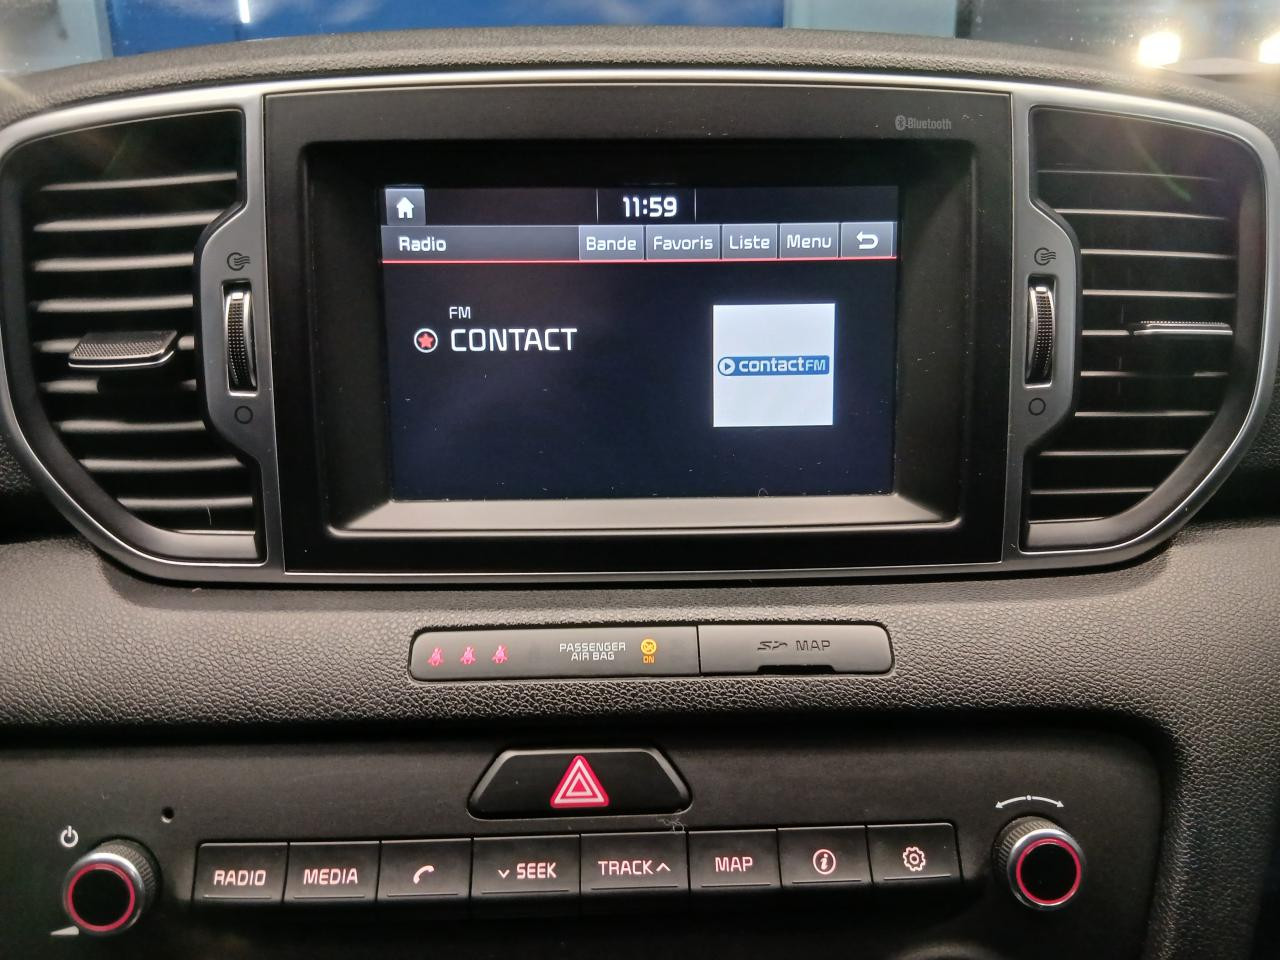 Bluetooth
11:59
Radio Bande Favoris Liste Menu
FM
CONTACT
contactFM
PASSENGER
AIR BAG
ON
MAP
RADIO MEDIA SEEK TRACK MAP